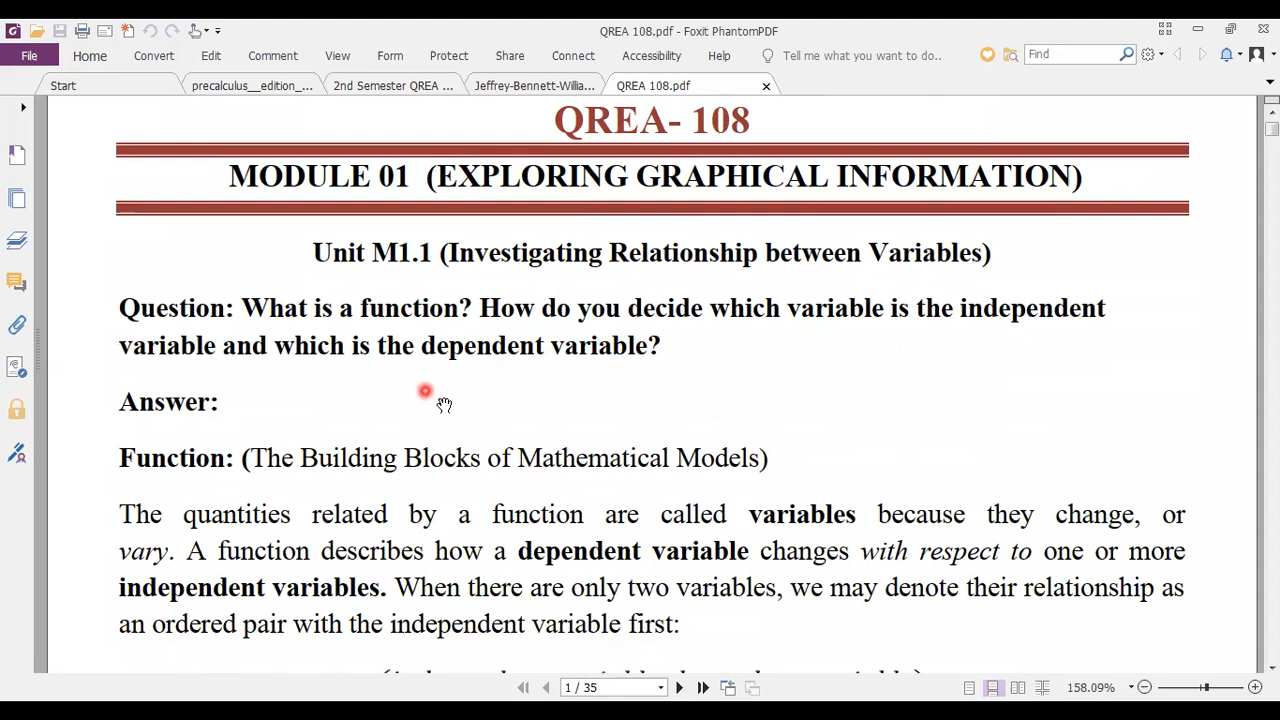 QREA 108.pdf - Foxit PhantomPDF
File Home Convert Edit Comment View Form Protect Share Connect Accessibility Help Tell me what you want to do.. Find
Start precalculus__edition_... 2nd Semester QREA ... Jeffrey-Bennett-Willia... QREA 108.pdf
QREA- 108
MODULE 01 (EXPLORING GRAPHICAL INFORMATION)
Unit M1.1 (Investigating Relationship between Variables)
Question: What is a function? How do you decide which variable is the independent
variable and which is the dependent variable?
Answer:
Function: (The Building Blocks of Mathematical Models)
The quantities related by a function are called variables because they change, or
vary. A function describes how a dependent variable changes with respect to one or more
independent variables. When there are only two variables, we may denote their relationship as
an ordered pair with the independent variable first:
1 / 35 158.09%